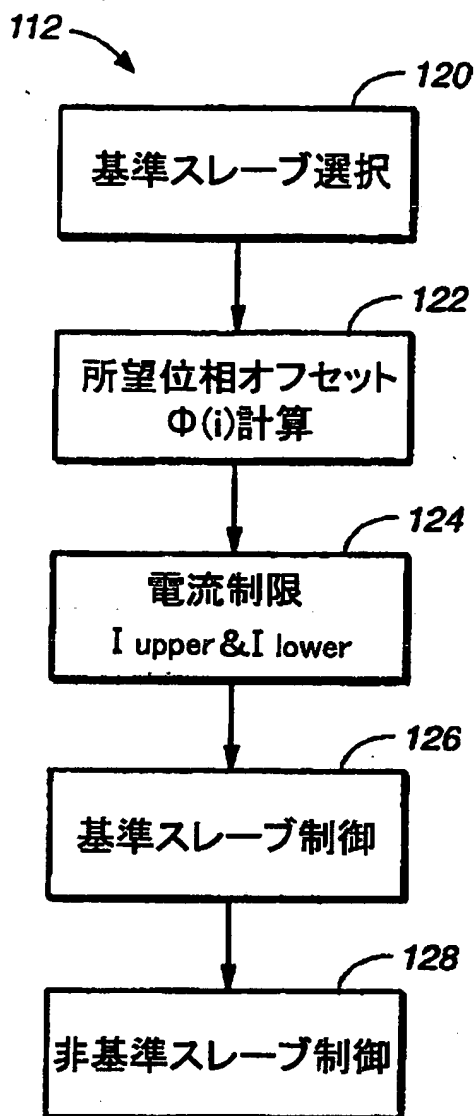 112
120
基準スレーブ選択
122
所望位相オフセット
Φ(i)計算
124
電流制限
I upper&I lower
126
基準スレーブ制御
128
非基準スレーブ制御